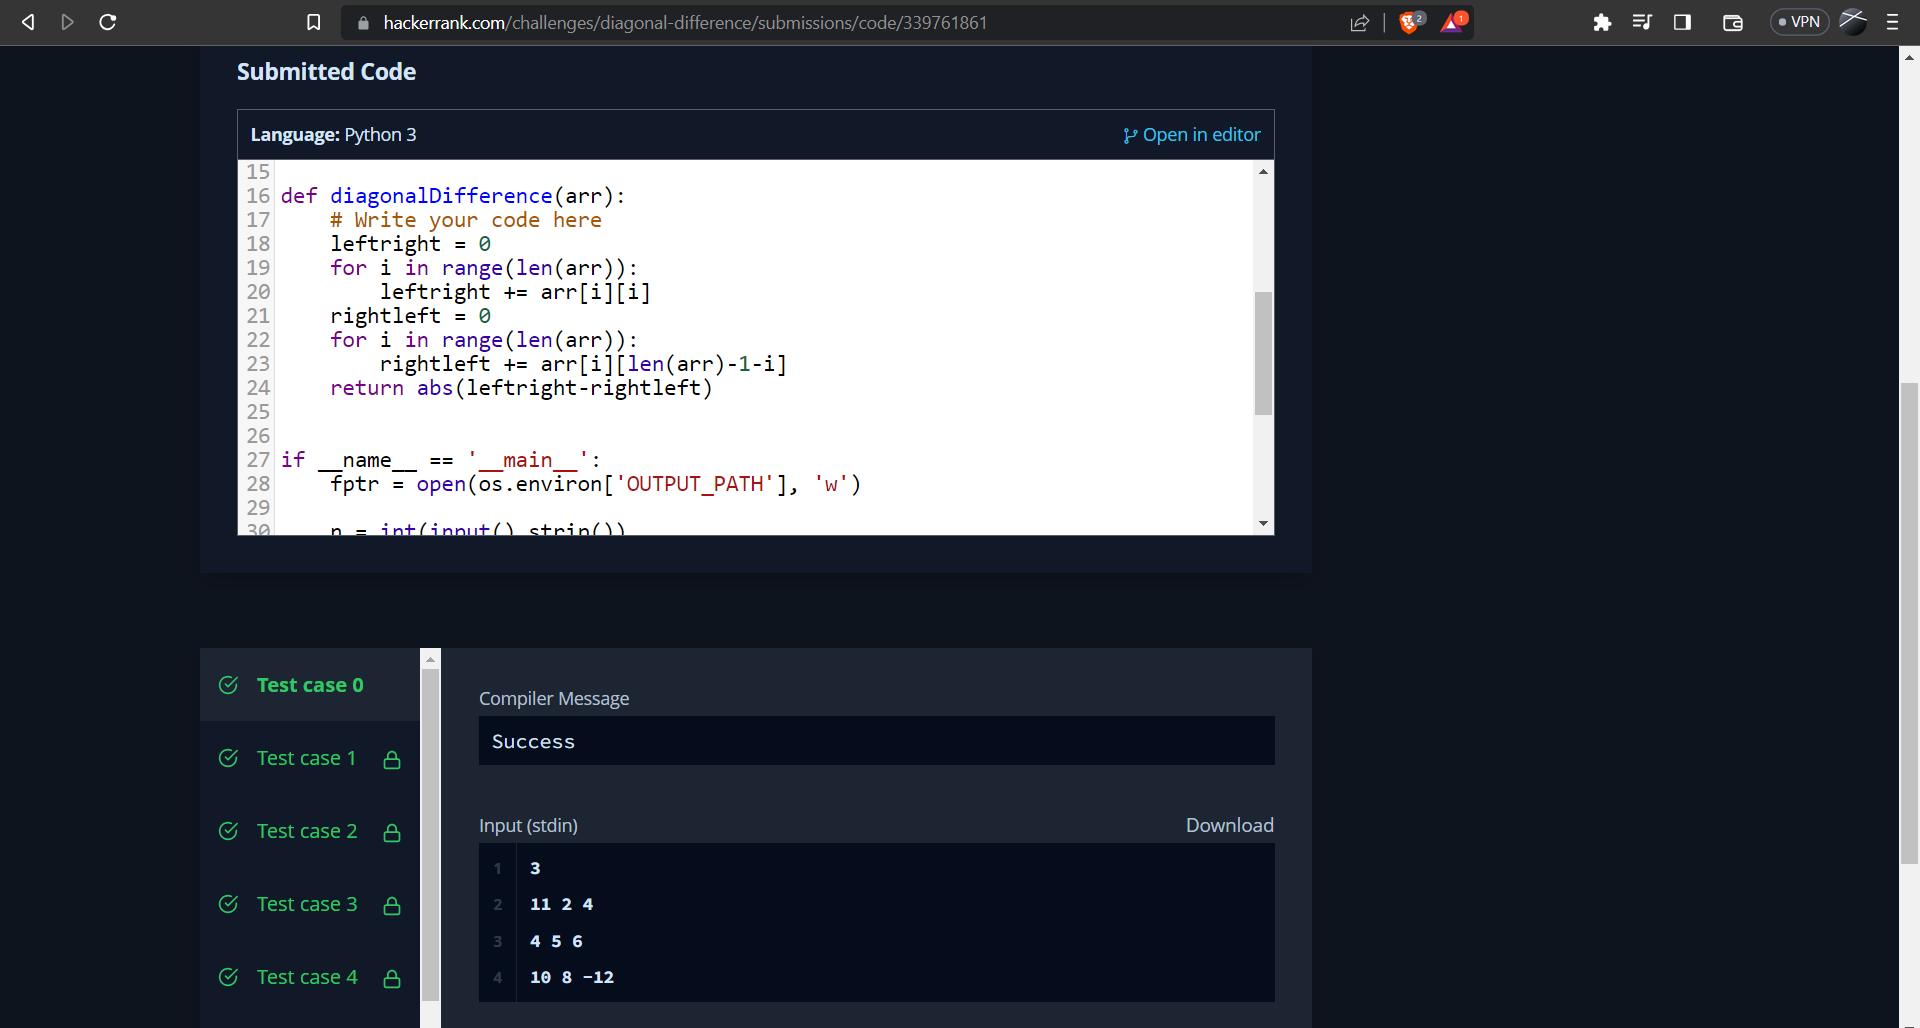 hackerrank.com/challenges/diagonal-difference/submissions/code/339761861
2
1
VPN
Submitted Code
Language: Python 3
Open in editor
15
16 def diagonalDifference(arr):
17     # Write your code here
18     leftright = 0
19     for i in range(len(arr)):
20         leftright += arr[i][i]
21     rightleft = 0
22     for i in range(len(arr)):
23         rightleft += arr[i][len(arr)-1-i]
24     return abs(leftright-rightleft)
25
26
27 if __name__ == '__main__':
28     fptr = open(os.environ['OUTPUT_PATH'], 'w')
29
30     n = int(input().strip())
Test case 0
Test case 1
Test case 2
Test case 3
Test case 4
Compiler Message
Success
Input (stdin)
Download
1 3
2 11 2 4
3 4 5 6
4 10 8 -12